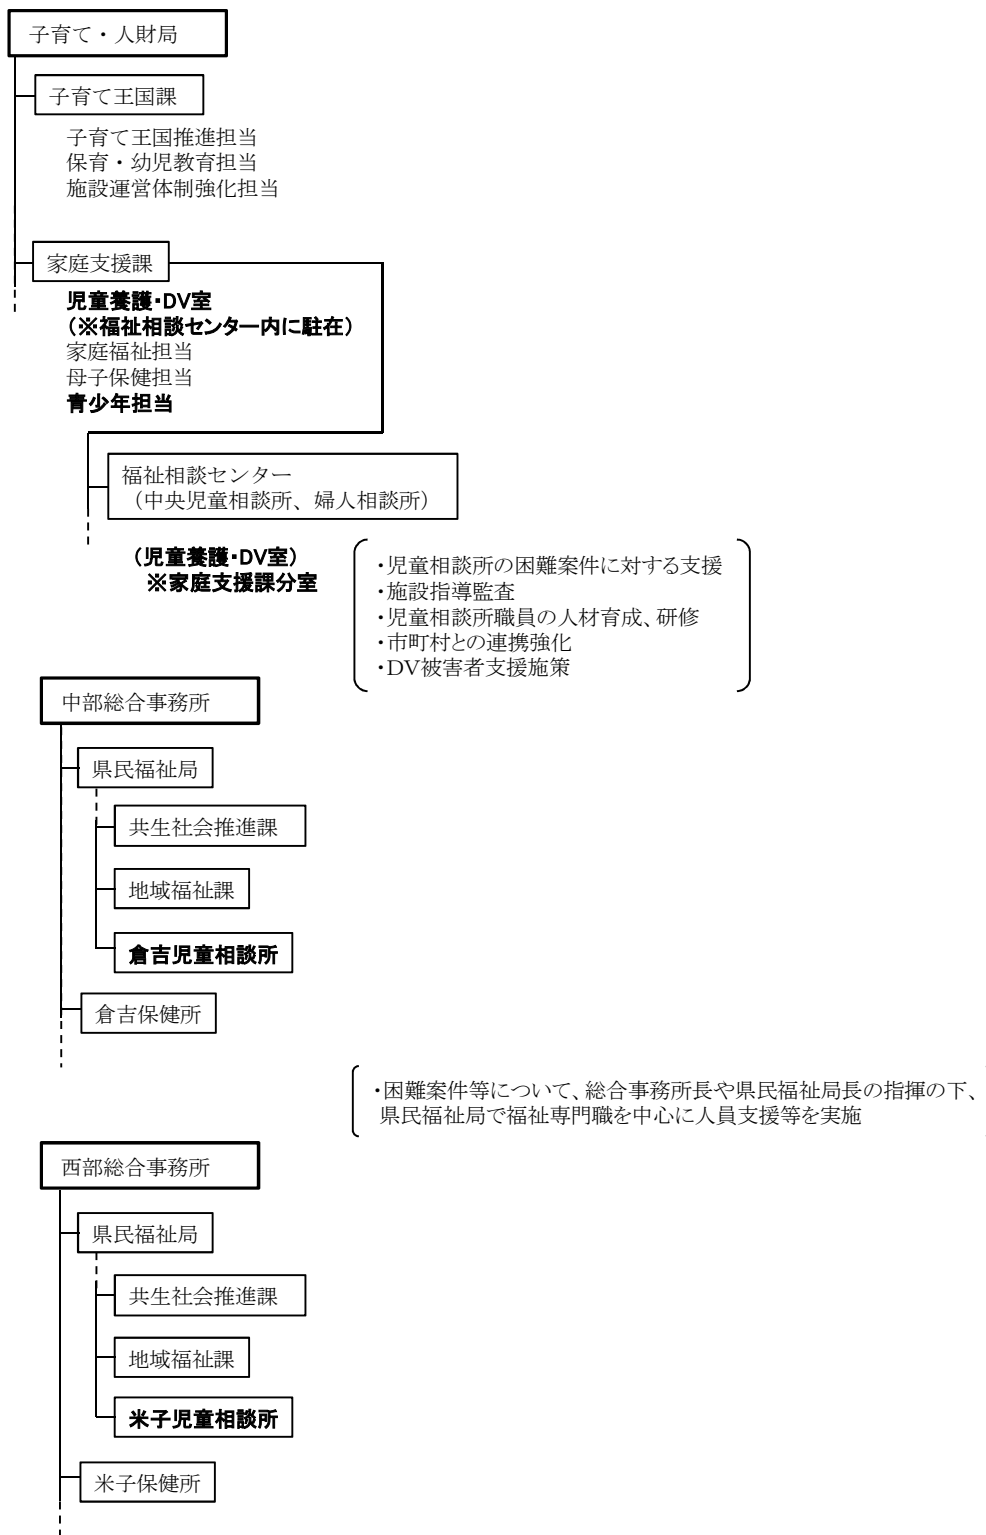 子育て・人財局
子育て王国課
子育て王国推進担当
保育・幼児教育担当
施設運営体制強化担当
家庭支援課
児童養護・DV室
（※福祉相談センター内に駐在）
家庭福祉担当
母子保健担当
青少年担当
福祉相談センター
（中央児童相談所、婦人相談所）
（児童養護・DV室）
※家庭支援課分室
・児童相談所の困難案件に対する支援
・施設指導監査
・児童相談所職員の人材育成、研修
・市町村との連携強化
・DV被害者支援施策
中部総合事務所
県民福祉局
共生社会推進課
地域福祉課
倉吉児童相談所
倉吉保健所
・困難案件等について、総合事務所長や県民福祉局長の指揮の下、
県民福祉局で福祉専門職を中心に人員支援等を実施
西部総合事務所
県民福祉局
共生社会推進課
地域福祉課
米子児童相談所
米子保健所